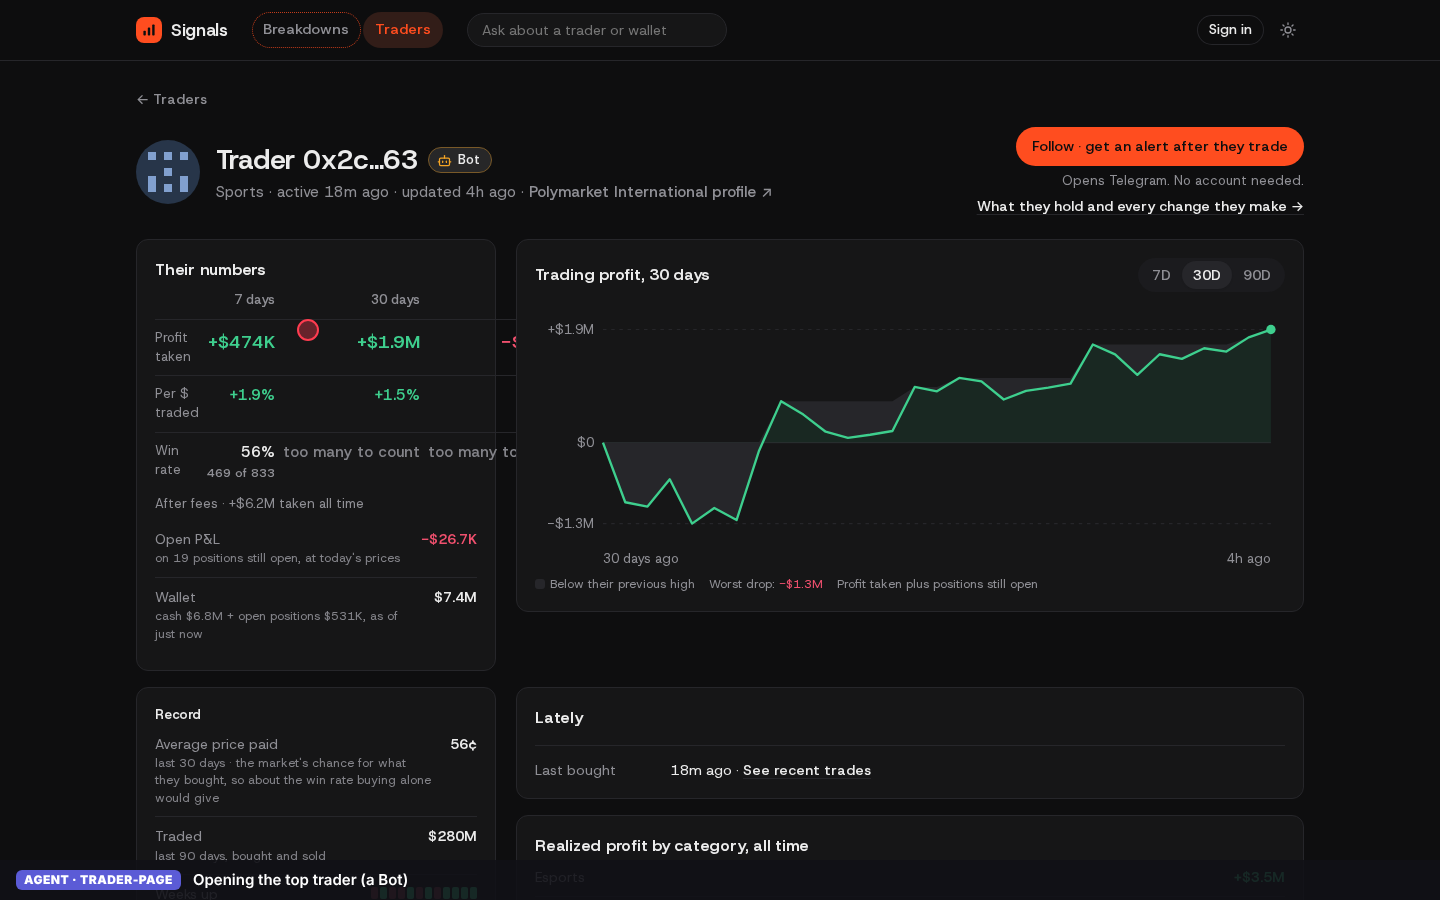 Signals
Breakdowns
Traders
Ask about a trader or wallet
Sign in
← Traders
Trader 0x2c…63
Bot
Sports · active 18m ago · updated 4h ago · Polymarket International profile ↗
Follow · get an alert after they trade
Opens Telegram. No account needed.
What they hold and every change they make →
Their numbers
7 days 30 days
Profit taken +$474K +$1.9M −$
Per $ traded +1.9% +1.5%
Win rate 56% too many to count too many to
469 of 833
After fees · +$6.2M taken all time
Open P&L −$26.7K
on 19 positions still open, at today's prices
Wallet $7.4M
cash $6.8M + open positions $531K, as of
just now
Trading profit, 30 days
7D 30D 90D
+$1.9M
$0
−$1.3M
30 days ago 4h ago
Below their previous high Worst drop: −$1.3M Profit taken plus positions still open
Record
Average price paid 56¢
last 30 days · the market's chance for what
they bought, so about the win rate buying alone
would give
Traded $280M
last 90 days, bought and sold
Weeks up
Lately
Last bought 18m ago · See recent trades
Realized profit by category, all time
Esports +$3.5M
AGENT · TRADER-PAGE Opening the top trader (a Bot)